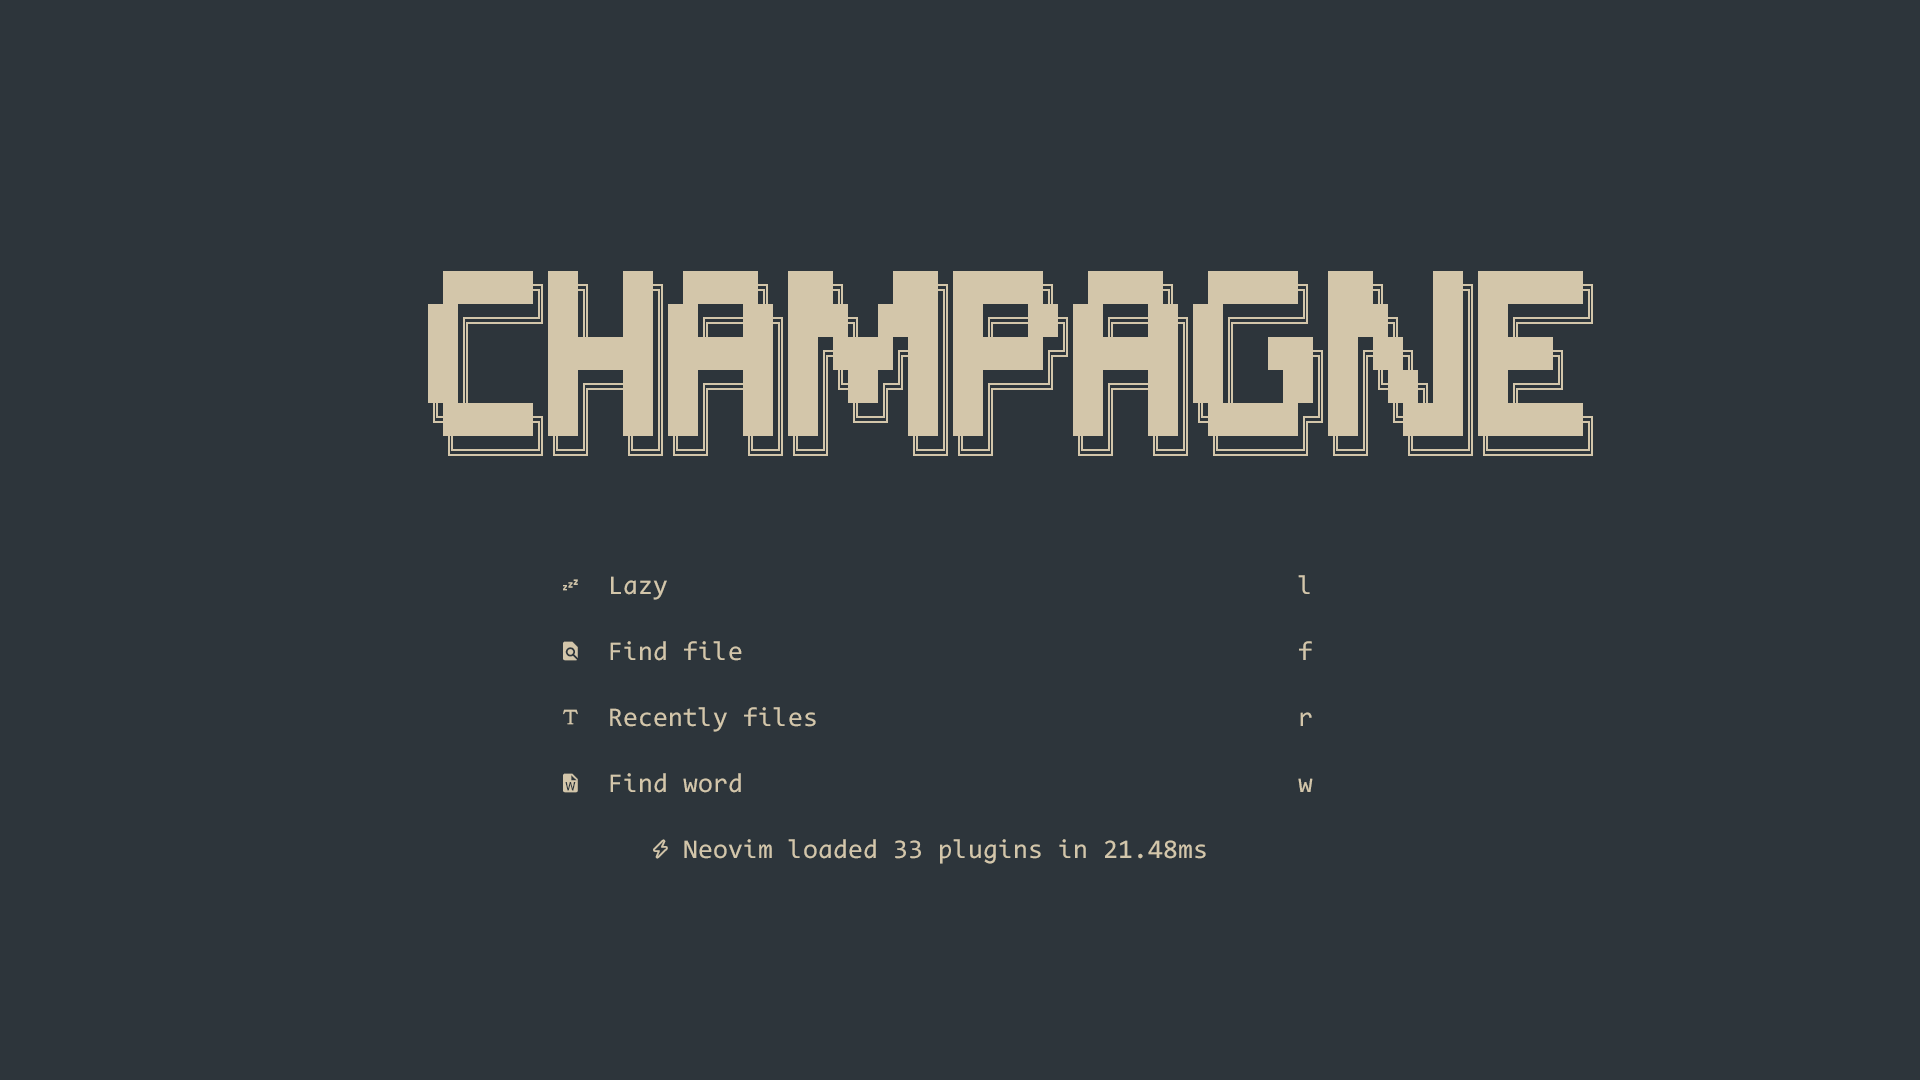 CHAMPAGNE
Lazy l
Find file f
Recently files r
Find word w
Neovim loaded 33 plugins in 21.48ms